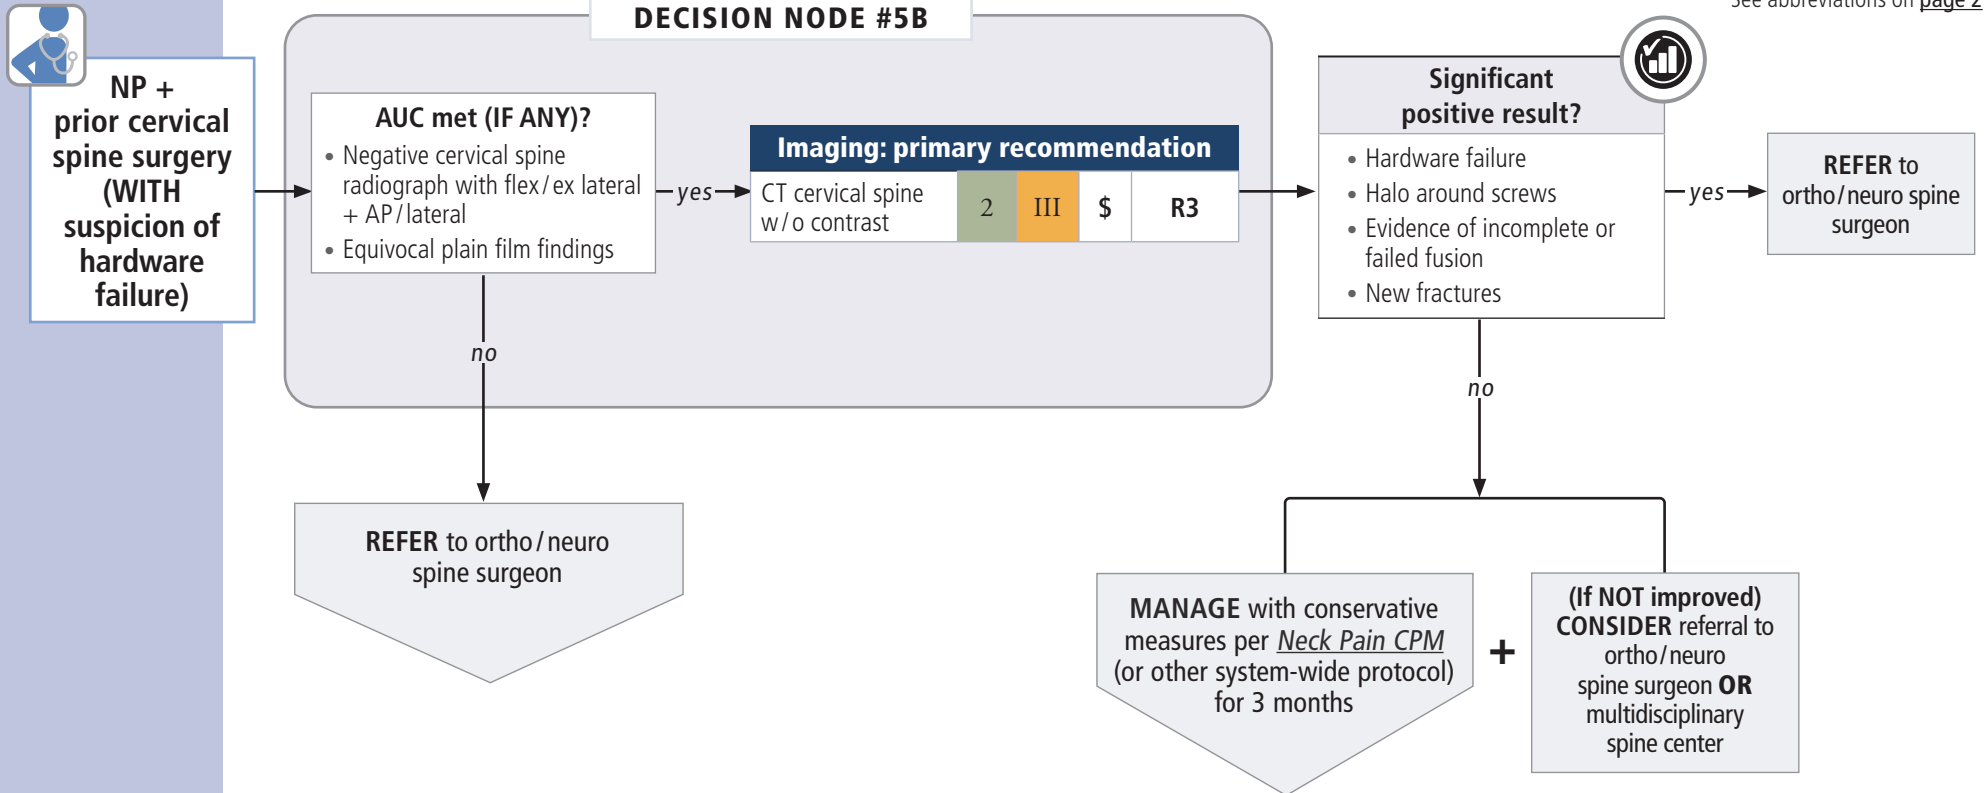 See abbreviations on page 2
DECISION NODE #5B
NP +
prior cervical
spine surgery
(WITH
suspicion of
hardware
failure)
AUC met (IF ANY)?
• Negative cervical spine
radiograph with flex/ex lateral
+ AP/lateral
• Equivocal plain film findings
yes
no
Imaging: primary recommendation
CT cervical spine
w/o contrast
2
III
$
R3
Significant
positive result?
• Hardware failure
• Halo around screws
• Evidence of incomplete or
failed fusion
• New fractures
yes
REFER to
ortho/neuro spine
surgeon
no
REFER to ortho/neuro
spine surgeon
MANAGE with conservative
measures per Neck Pain CPM
(or other system-wide protocol)
for 3 months
+
(If NOT improved)
CONSIDER referral to
ortho/neuro
spine surgeon OR
multidisciplinary
spine center